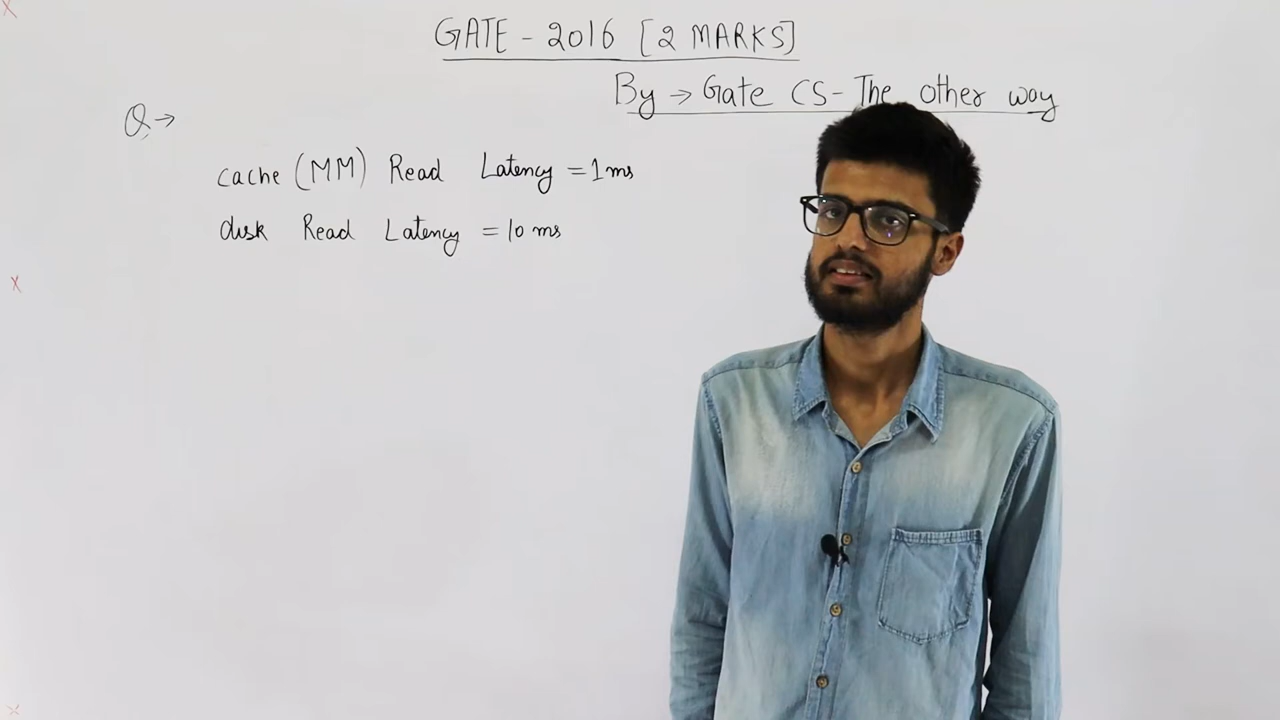 GATE - 2016 [2 MARKS]
By → Gate CS - The other way
Q →
cache (MM) Read Latency = 1 ms
disk Read Latency = 10 ms